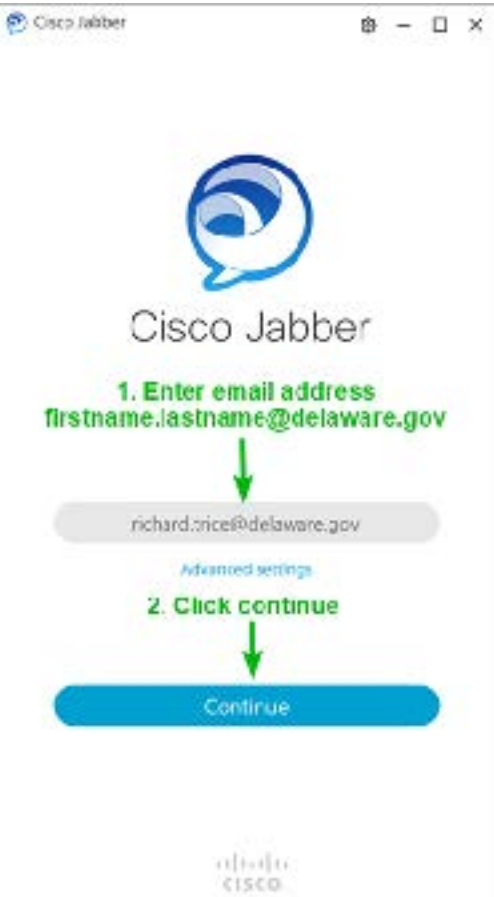 Cisco Jabber
Cisco Jabber
1. Enter email address
firstname.lastname@delaware.gov
richard.trice@delaware.gov
Advanced settings
2. Click continue
Continue
CISCO